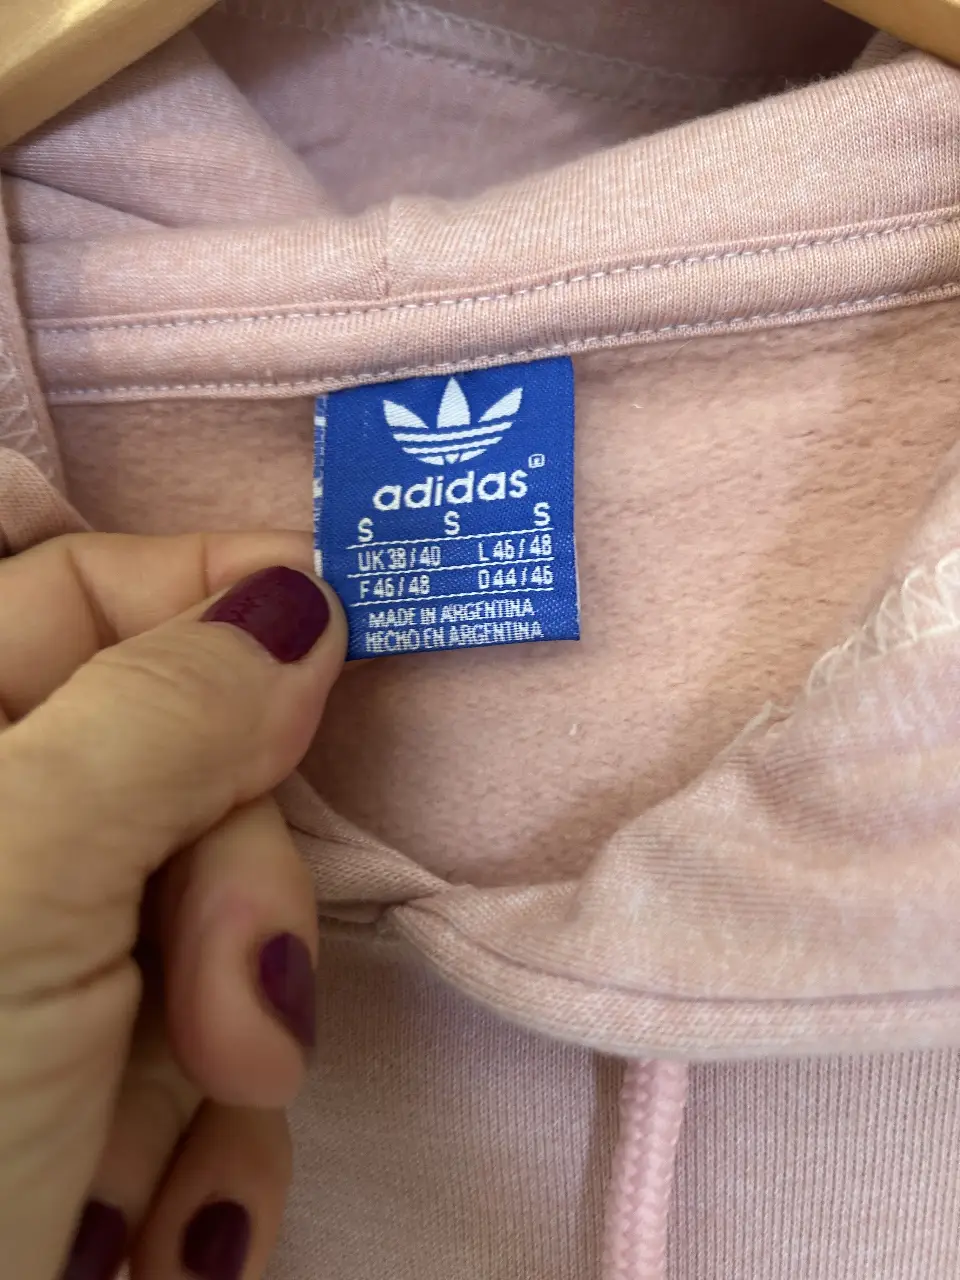 adidas®
S S S
UK 38/40 L 46/48
F 46/48 D 44/46
MADE IN ARGENTINA
HECHO EN ARGENTINA